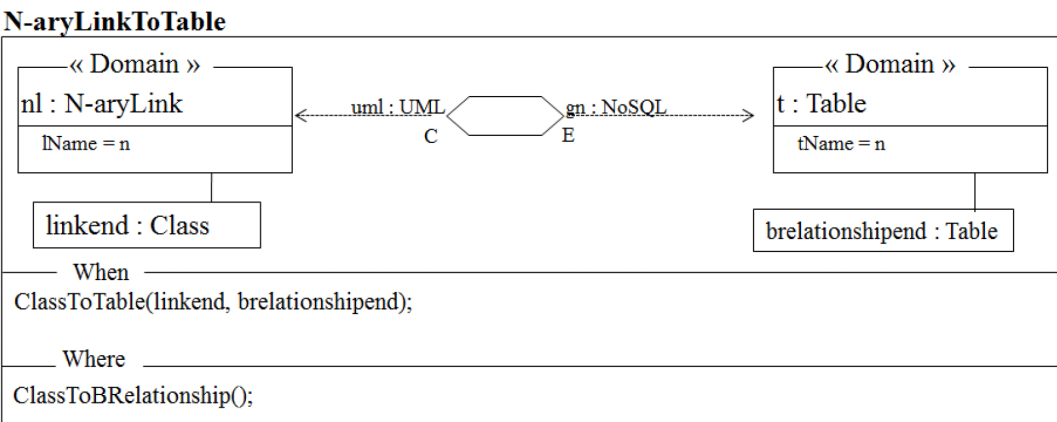 N-aryLinkToTable
« Domain »
« Domain »
nl : N-aryLink
uml : UML
gn : NoSQL
t : Table
lName = n
C
E
tName = n
linkend : Class
brelationshipend : Table
When
ClassToTable(linkend, brelationshipend);
Where
ClassToBRelationship();